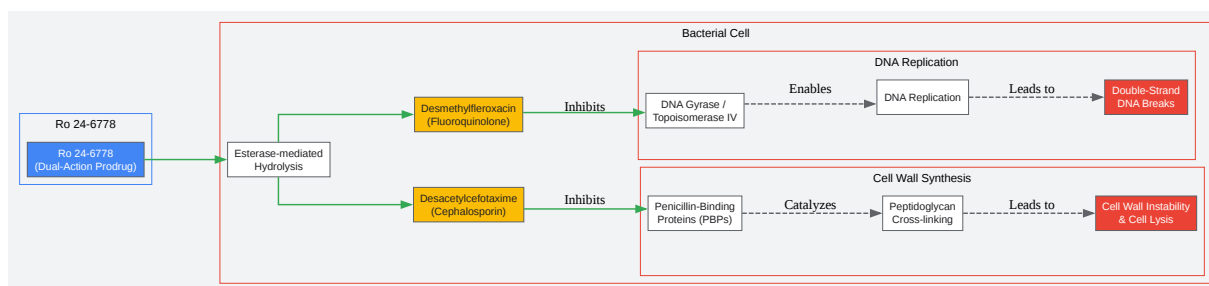 Bacterial Cell
DNA Replication
Ro 24-6778
Ro 24-6778
(Dual-Action Prodrug)
Esterase-mediated
Hydrolysis
Desmethylfleroxacin
(Fluoroquinolone)
Inhibits
DNA Gyrase /
Topoisomerase IV
Enables
DNA Replication
Leads to
Double-Strand
DNA Breaks
Cell Wall Synthesis
Desacetylcefotaxime
(Cephalosporin)
Inhibits
Penicillin-Binding
Proteins (PBPs)
Catalyzes
Peptidoglycan
Cross-linking
Leads to
Cell Wall Instability
& Cell Lysis